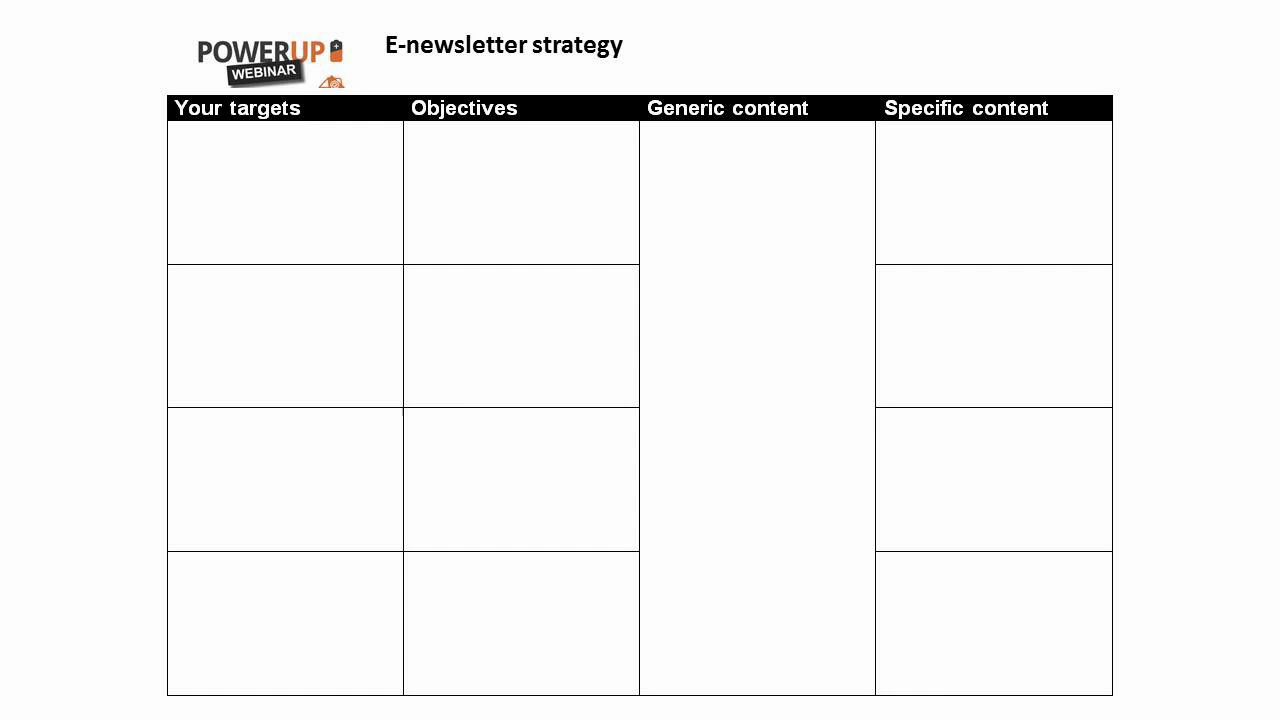 POWERUP
WEBINAR
E-newsletter strategy
Your targets Objectives Generic content Specific content